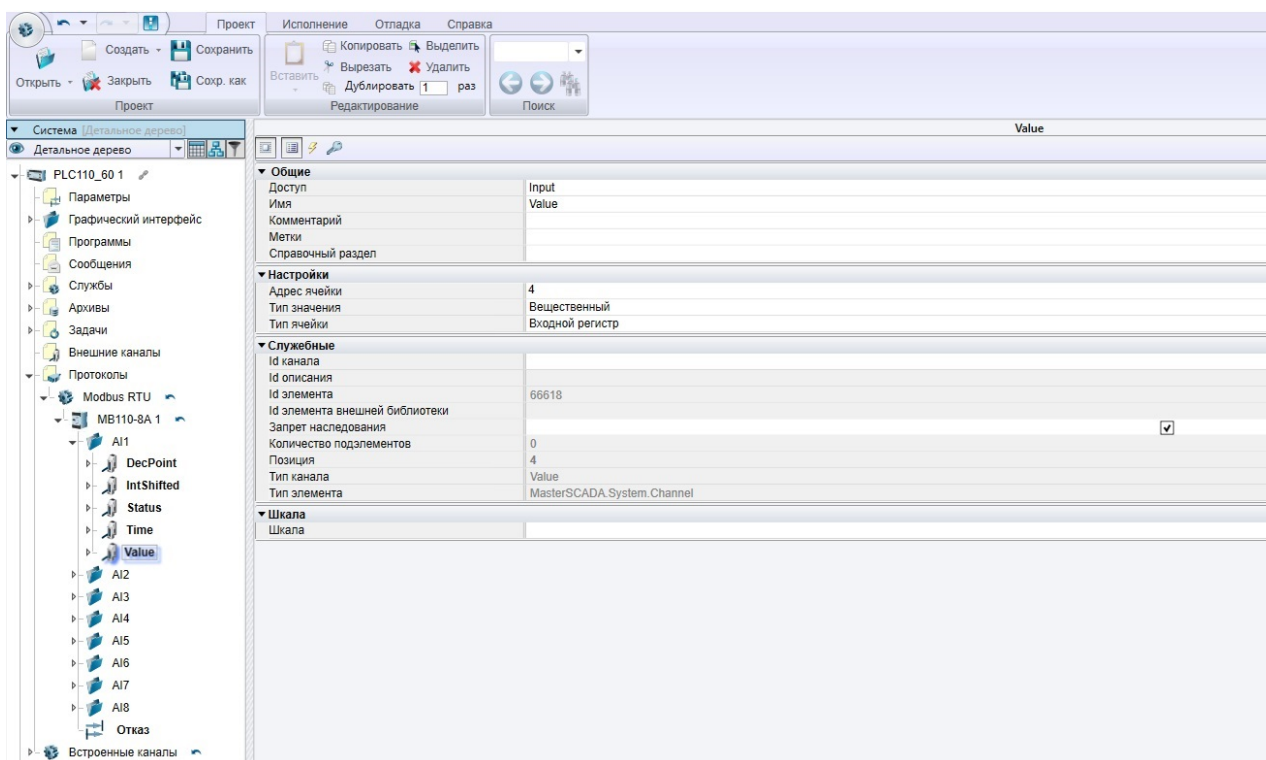 Проект Исполнение Отладка Справка
Создать Сохранить
Открыть Закрыть Сохр. как
Проект
Вставить
Копировать Выделить
Вырезать Удалить
Дублировать 1 раз
Редактирование
Поиск
Система [Детальное дерево]
Детальное дерево
PLC110_60 1
Параметры
Графический интерфейс
Программы
Сообщения
Службы
Архивы
Задачи
Внешние каналы
Протоколы
Modbus RTU
MB110-8A 1
AI1
DecPoint
IntShifted
Status
Time
Value
AI2
AI3
AI4
AI5
AI6
AI7
AI8
Отказ
Встроенные каналы
Value
Общие
Доступ Input
Имя Value
Комментарий
Метки
Справочный раздел
Настройки
Адрес ячейки 4
Тип значения Вещественный
Тип ячейки Входной регистр
Служебные
Id канала
Id описания
Id элемента 66618
Id элемента внешней библиотеки
Запрет наследования
Количество подэлементов 0
Позиция 4
Тип канала Value
Тип элемента MasterSCADA.System.Channel
Шкала
Шкала